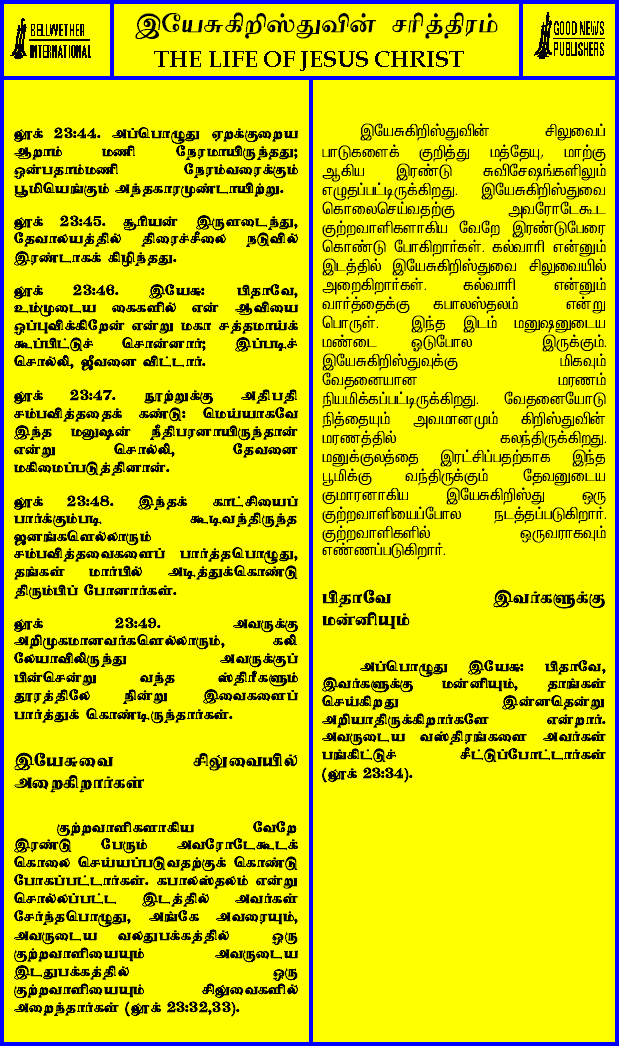 BELLWETHER
INTERNATIONAL
இயேசுகிறிஸ்துவின் சரித்திரம்
THE LIFE OF JESUS CHRIST
GOOD NEWS
PUBLISHERS
லூக் 23:44. அப்பொழுது ஏறக்குறைய
ஆறாம் மணி நேரமாயிருந்தது;
ஒன்பதாம்மணி நேரம்வரைக்கும்
பூமியெங்கும் அந்தகாரமுண்டாயிற்று.
லூக் 23:45. சூரியன் இருளடைந்து,
தேவாலயத்தில் திரைச்சீலை நடுவில்
இரண்டாகக் கிழிந்தது.
லூக் 23:46. இயேசு: பிதாவே,
உம்முடைய கைகளில் என் ஆவியை
ஒப்புவிக்கிறேன் என்று மகா சத்தமாய்க்
கூப்பிட்டுச் சொன்னார்; இப்படிச்
சொல்லி, ஜீவனை விட்டார்.
லூக் 23:47. நூற்றுக்கு அதிபதி
சம்பவித்ததைக் கண்டு: மெய்யாகவே
இந்த மனுஷன் நீதிபரனாயிருந்தான்
என்று சொல்லி, தேவனை
மகிமைப்படுத்தினான்.
லூக் 23:48. இந்தக் காட்சியைப்
பார்க்கும்படி கூடிவந்திருந்த
ஜனங்களெல்லாரும்
சம்பவித்தவைகளைப் பார்த்தபொழுது,
தங்கள் மார்பில் அடித்துக்கொண்டு
திரும்பிப் போனார்கள்.
லூக் 23:49. அவருக்கு
அறிமுகமானவர்களெல்லாரும், கலி
லேயாவிலிருந்து அவருக்குப்
பின்சென்று வந்த ஸ்திரீகளும்
தூரத்திலே நின்று இவைகளைப்
பார்த்துக் கொண்டிருந்தார்கள்.
இயேசுவை சிலுவையில்
அறைகிறார்கள்
குற்றவாளிகளாகிய வேறே
இரண்டு பேரும் அவரோடேகூடக்
கொலை செய்யப்படுவதற்குக் கொண்டு
போகப்பட்டார்கள். கபாலஸ்தலம் என்று
சொல்லப்பட்ட இடத்தில் அவர்கள்
சேர்ந்தபொழுது, அங்கே அவரையும்,
அவருடைய வலதுபக்கத்தில் ஒரு
குற்றவாளியையும் அவருடைய
இடதுபக்கத்தில் ஒரு
குற்றவாளியையும் சிலுவைகளில்
அறைந்தார்கள் (லூக் 23:32,33).
இயேசுகிறிஸ்துவின் சிலுவைப்
பாடுகளைக் குறித்து மத்தேயு, மாற்கு
ஆகிய இரண்டு சுவிசேஷங்களிலும்
எழுதப்பட்டிருக்கிறது. இயேசுகிறிஸ்துவை
கொலைசெய்வதற்கு அவரோடேகூட
குற்றவாளிகளாகிய வேறே இரண்டுபேரை
கொண்டு போகிறார்கள். கல்வாரி என்னும்
இடத்தில் இயேசுகிறிஸ்துவை சிலுவையில்
அறைகிறார்கள். கல்வாரி என்னும்
வார்த்தைக்கு கபாலஸ்தலம் என்று
பொருள். இந்த இடம் மனுஷனுடைய
மண்டை ஓடுபோல இருக்கும்.
இயேசுகிறிஸ்துவுக்கு மிகவும்
வேதனையான மரணம்
நியமிக்கப்பட்டிருக்கிறது. வேதனையோடு
நித்தையும் அவமானமும் கிறிஸ்துவின்
மரணத்தில் கலந்திருக்கிறது.
மனுக்குலத்தை இரட்சிப்பதற்காக இந்த
பூமிக்கு வந்திருக்கும் தேவனுடைய
குமாரனாகிய இயேசுகிறிஸ்து ஒரு
குற்றவாளியைப்போல நடத்தப்படுகிறார்.
குற்றவாளிகளில் ஒருவராகவும்
எண்ணப்படுகிறார்.
பிதாவே இவர்களுக்கு
மன்னியும்
அப்பொழுது இயேசு: பிதாவே,
இவர்களுக்கு மன்னியும், தாங்கள்
செய்கிறது இன்னதென்று
அறியாதிருக்கிறார்களே என்றார்.
அவருடைய வஸ்திரங்களை அவர்கள்
பங்கிட்டுச் சீட்டுப்போட்டார்கள்
(லூக் 23:34).